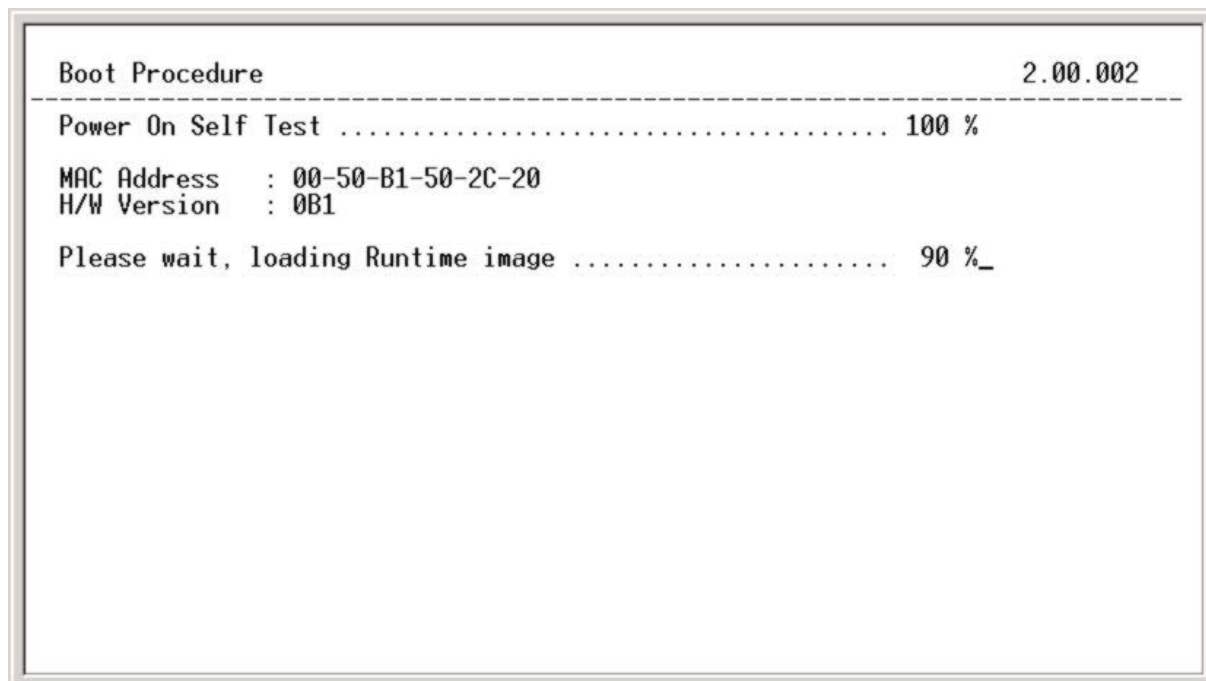 Boot Procedure 2.00.002
--------------------------------------------------------------------------------
Power On Self Test ...................................... 100 %
MAC Address : 00-50-B1-50-2C-20
H/W Version : 0B1
Please wait, loading Runtime image ...................... 90 %_